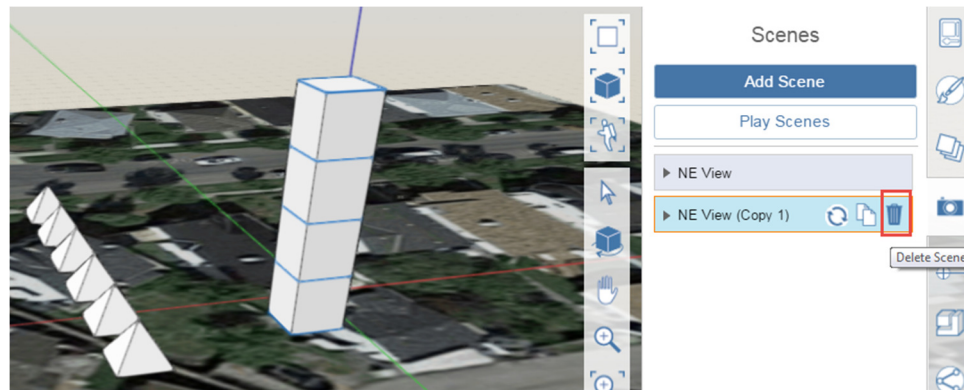 Scenes
Add Scene
Play Scenes
NE View
NE View (Copy 1)
Delete Scene